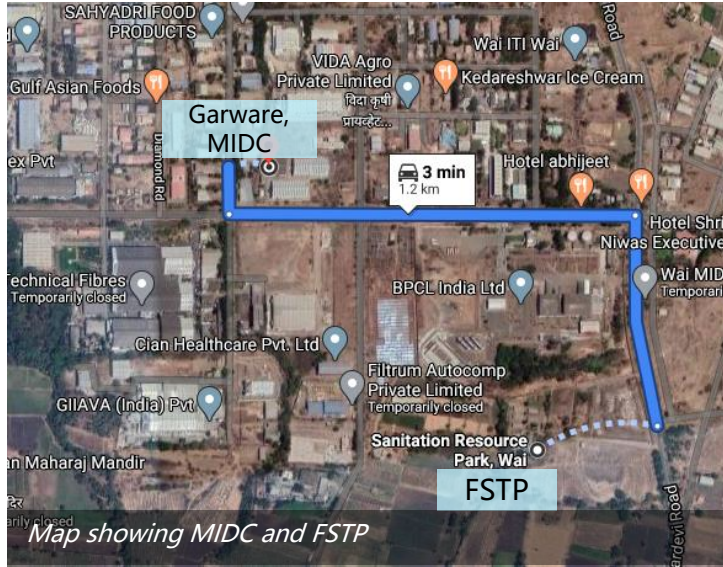 SAHYADRI FOOD
PRODUCTS
Wai ITI Wai
Road
VIDA Agro
Private Limited
विदा कृषी
प्रायव्हेट...
Kedareshwar Ice Cream
Gulf Asian Foods
Garware,
MIDC
Diamond Rd
ex Pvt
3 min
1.2 km
Hotel abhijeet
Hotel Shri
Niwas Executive
Technical Fibres
Temporarily closed
BPCL India Ltd
Wai MID
Temporari
Cian Healthcare Pvt. Ltd
Filtrum Autocomp
Private Limited
Temporarily closed
GIIAVA (India) Pvt
Sanitation Resource
Park, Wai
FSTP
an Maharaj Mandir
दिर
arily closed
ardevi Road
Map showing MIDC and FSTP